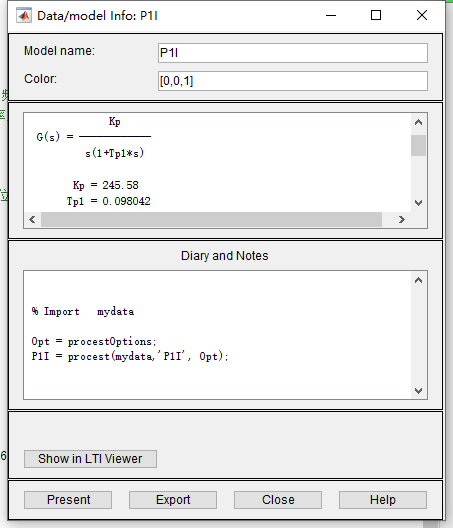 Data/model Info: P1I
Model name:
P1I
Color:
[0,0,1]
Kp
G(s) = ------------
s(1+Tp1*s)
Kp = 245.58
Tp1 = 0.098042
Diary and Notes
% Import   mydata
Opt = procestOptions;
P1I = procest(mydata,'P1I', Opt);
Show in LTI Viewer
Present
Export
Close
Help